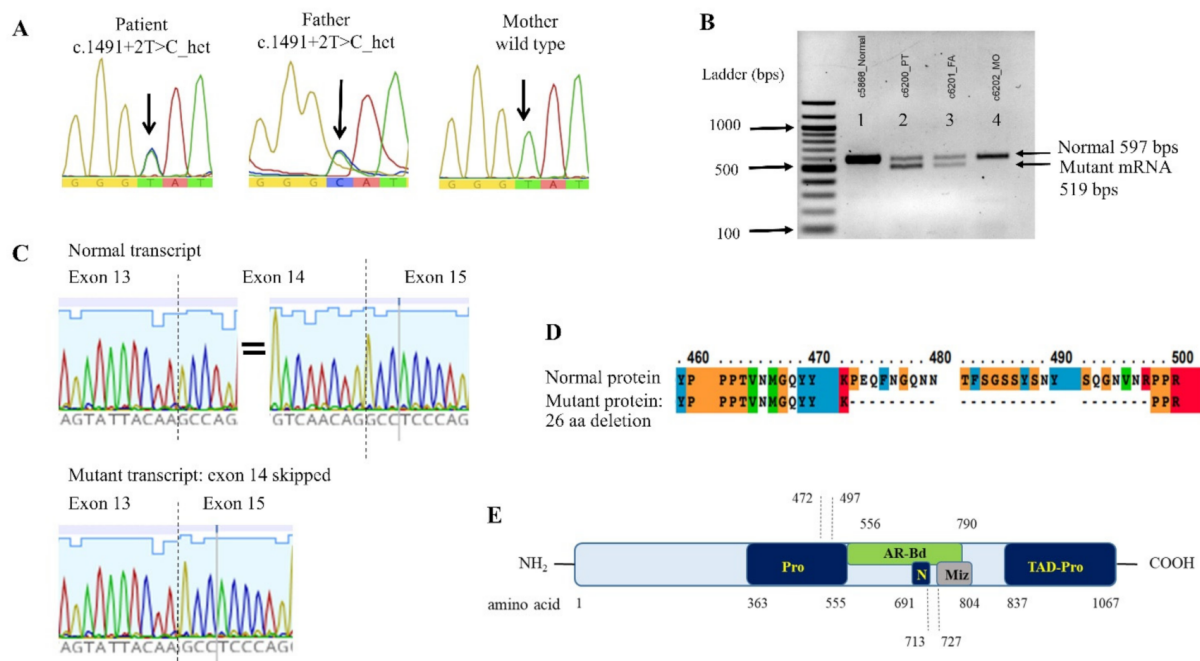 A
Patient
c.1491+2T>C_het
Father
c.1491+2T>C_het
Mother
wild type
G G G T A T
G G G C A T
G G G T A T
B
Ladder (bps)
c5866_Normal
c6200_PT
c6201_FA
c6202_MO
1 2 3 4
1000
500
100
Normal 597 bps
Mutant mRNA
519 bps
C
Normal transcript
Exon 13 Exon 14 Exon 15
=
AGTATTACAAGCCAG
GTCAACAGGCCTCCCAG
Mutant transcript: exon 14 skipped
Exon 13 Exon 15
AGTATTACAAGCCTCCCAG
D
460 470 480 490 500
Normal protein YP PPTVNMGQYY KPEQFNGQNN TFSGSSYSNY SQGNVNRPPR
Mutant protein: YP PPTVNMGQYY K--------- ---------- -------PPR
26 aa deletion
E
472 497
556 790
NH2 Pro AR-Bd N Miz TAD-Pro COOH
amino acid 1 363 555 691 804 837 1067
713 727